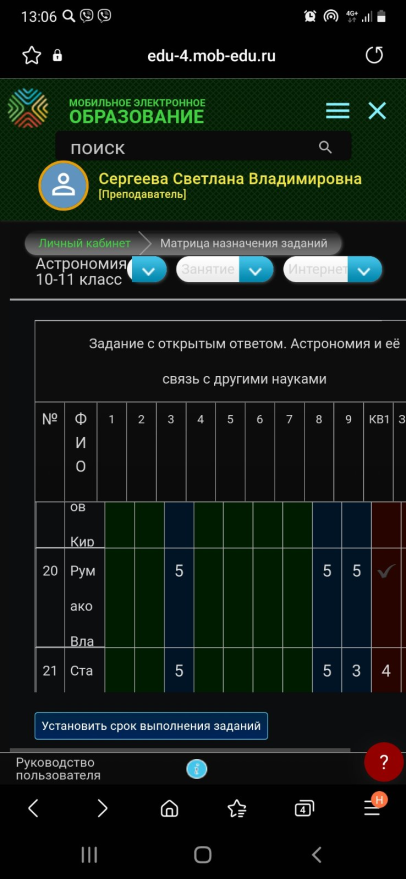 13:06
4G+
edu-4.mob-edu.ru
МОБИЛЬНОЕ ЭЛЕКТРОННОЕ
ОБРАЗОВАНИЕ
ПОИСК
Сергеева Светлана Владимировна
[Преподаватель]
Личный кабинет Матрица назначения заданий
Астрономия
10-11 класс
Занятие Интернет
Задание с открытым ответом. Астрономия и её
связь с другими науками
№ Ф И О 1 2 3 4 5 6 7 8 9 КВ1 З
ов
Кир
20 Рум 5 5 5
ако
Вла
21 Ста 5 5 3 4
Установить срок выполнения заданий
Руководство
пользователя
?
4
H